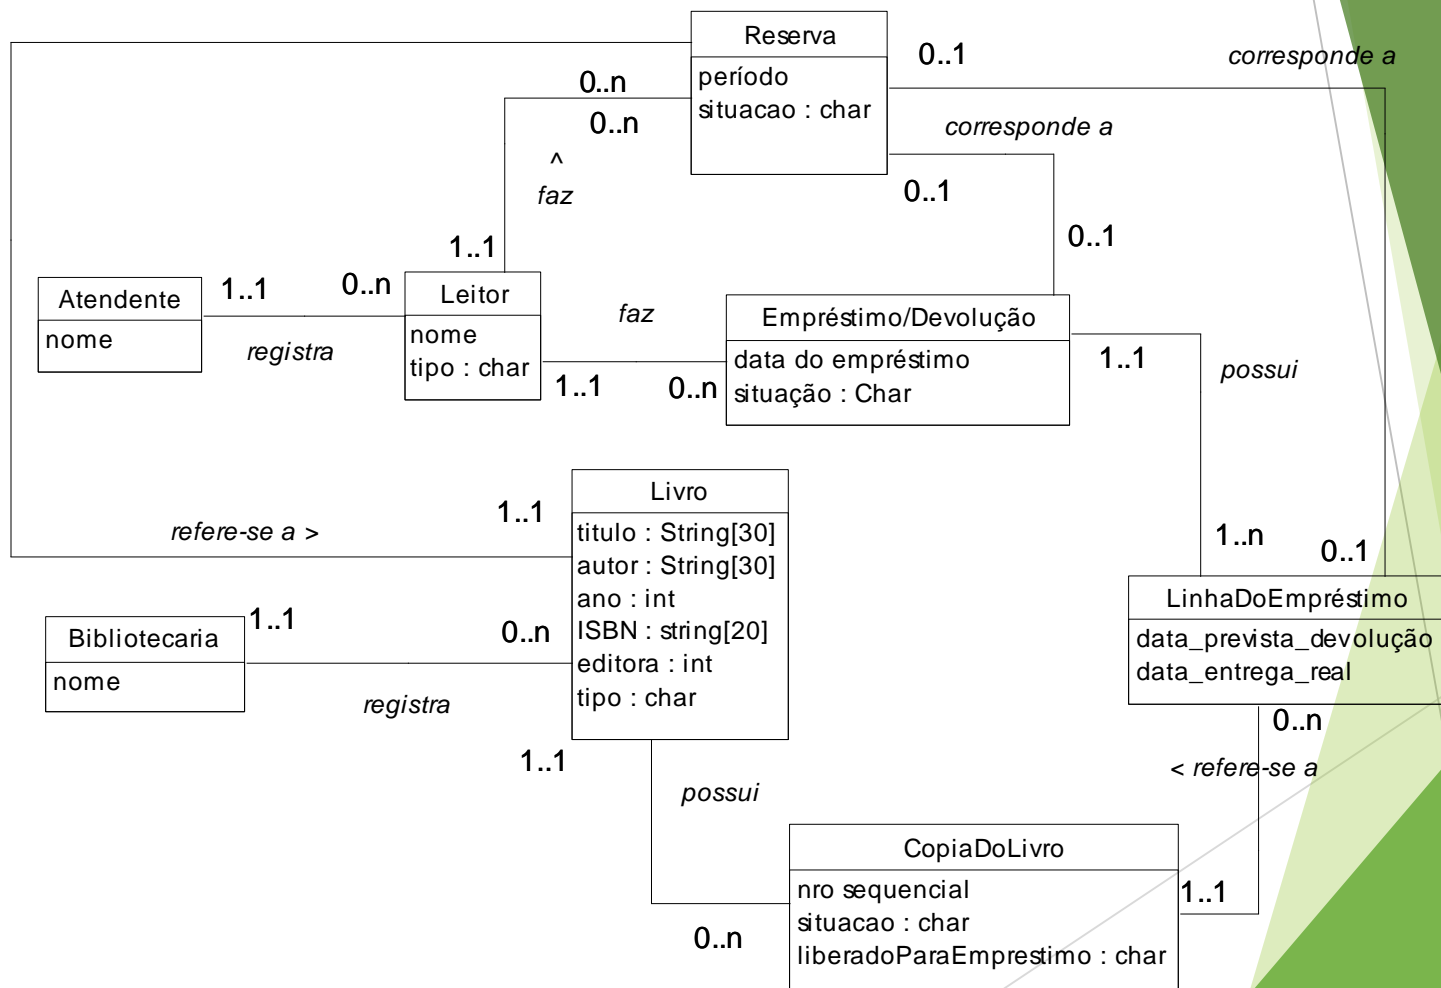 Reserva
período
situacao : char
0..1
corresponde a
0..n
0..n
corresponde a
^
faz
0..1
0..1
1..1
Atendente
nome
1..1
0..n
registra
Leitor
nome
tipo : char
faz
1..1
0..n
Empréstimo/Devolução
data do empréstimo
situação : Char
1..1
possui
Livro
titulo : String[30]
autor : String[30]
ano : int
ISBN : string[20]
editora : int
tipo : char
1..1
refere-se a >
1..n
0..1
LinhaDoEmpréstimo
data_prevista_devolução
data_entrega_real
Bibliotecaria
nome
1..1
0..n
registra
0..n
< refere-se a
1..1
possui
CopiaDoLivro
nro sequencial
situacao : char
liberadoParaEmprestimo : char
1..1
0..n